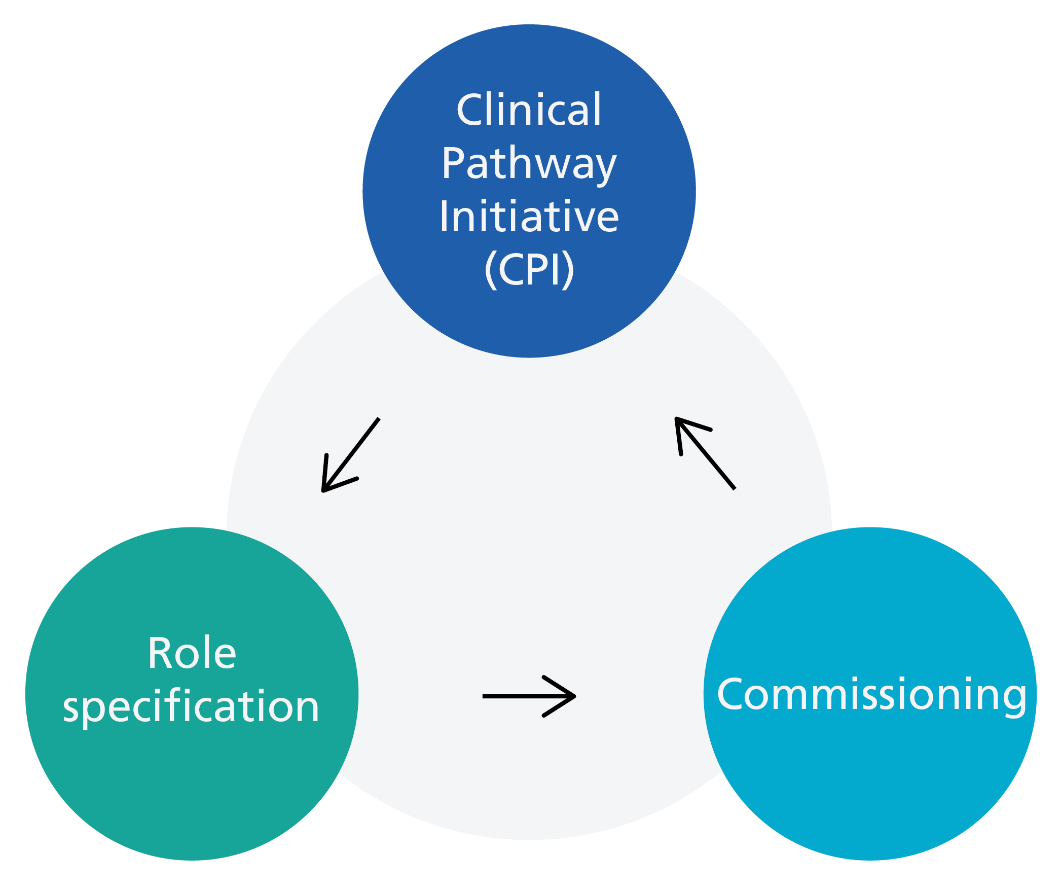 Clinical
Pathway
Initiative
(CPI)
Role
specification
Commissioning